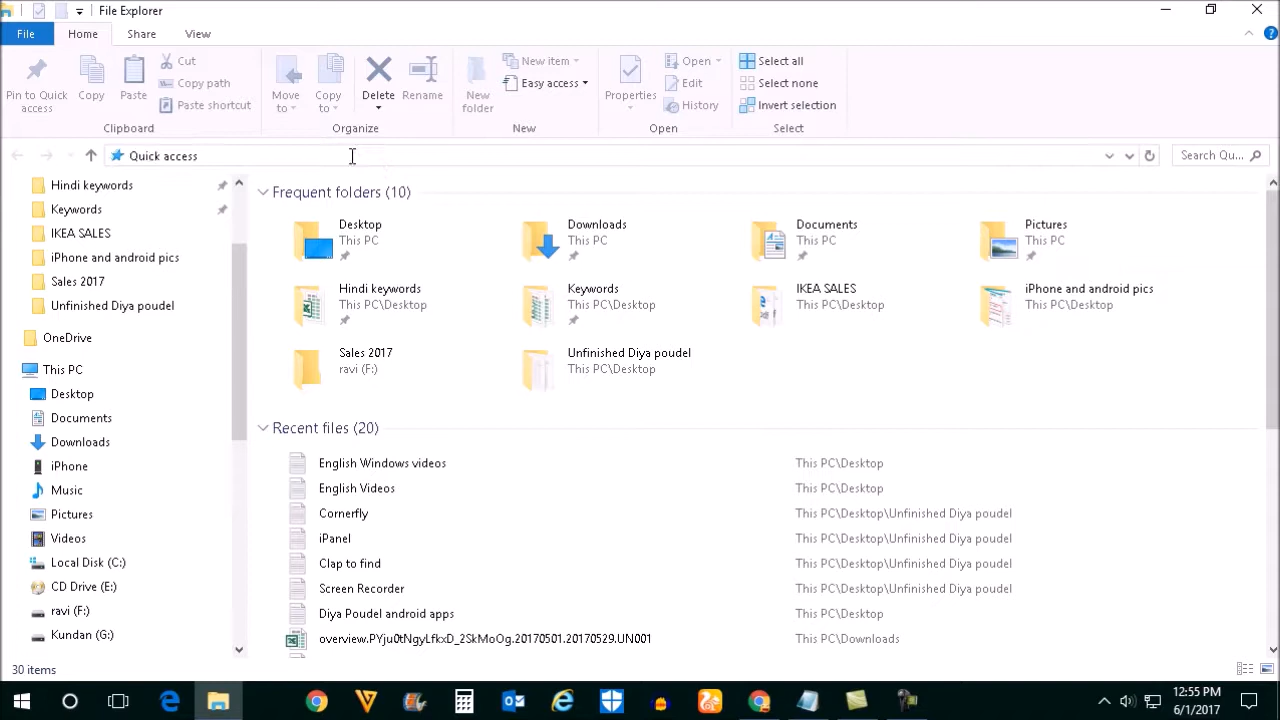 File Explorer
File Home Share View
Pin to Quick access
Copy
Paste
Cut
Copy path
Paste shortcut
Clipboard
Move to
Copy to
Delete
Rename
Organize
New folder
New item
Easy access
New
Properties
Open
Edit
History
Open
Select all
Select none
Invert selection
Select
Quick access
Search Qu...
Hindi keywords
Keywords
IKEA SALES
iPhone and android pics
Sales 2017
Unfinished Diya poudel
OneDrive
This PC
Desktop
Documents
Downloads
iPhone
Music
Pictures
Videos
Local Disk (C:)
CD Drive (E:)
ravi (F:)
Kundan (G:)
Frequent folders (10)
Desktop
This PC
Downloads
This PC
Documents
This PC
Pictures
This PC
Hindi keywords
This PC\Desktop
Keywords
This PC\Desktop
IKEA SALES
This PC\Desktop
iPhone and android pics
This PC\Desktop
Sales 2017
ravi (F:)
Unfinished Diya poudel
This PC\Desktop
Recent files (20)
English Windows videos This PC\Desktop
English Videos This PC\Desktop
Cornerfly This PC\Desktop\Unfinished Diya poudel
iPanel This PC\Desktop\Unfinished Diya poudel
Clap to find This PC\Desktop\Unfinished Diya poudel
Screen Recorder This PC\Desktop\Unfinished Diya poudel
Diya Poudel android apps This PC\Desktop
overview.PYju0tNgyLfkxD_2SkMoOg.20170501.20170529.UN001 This PC\Downloads
30 items
12:55 PM
6/1/2017